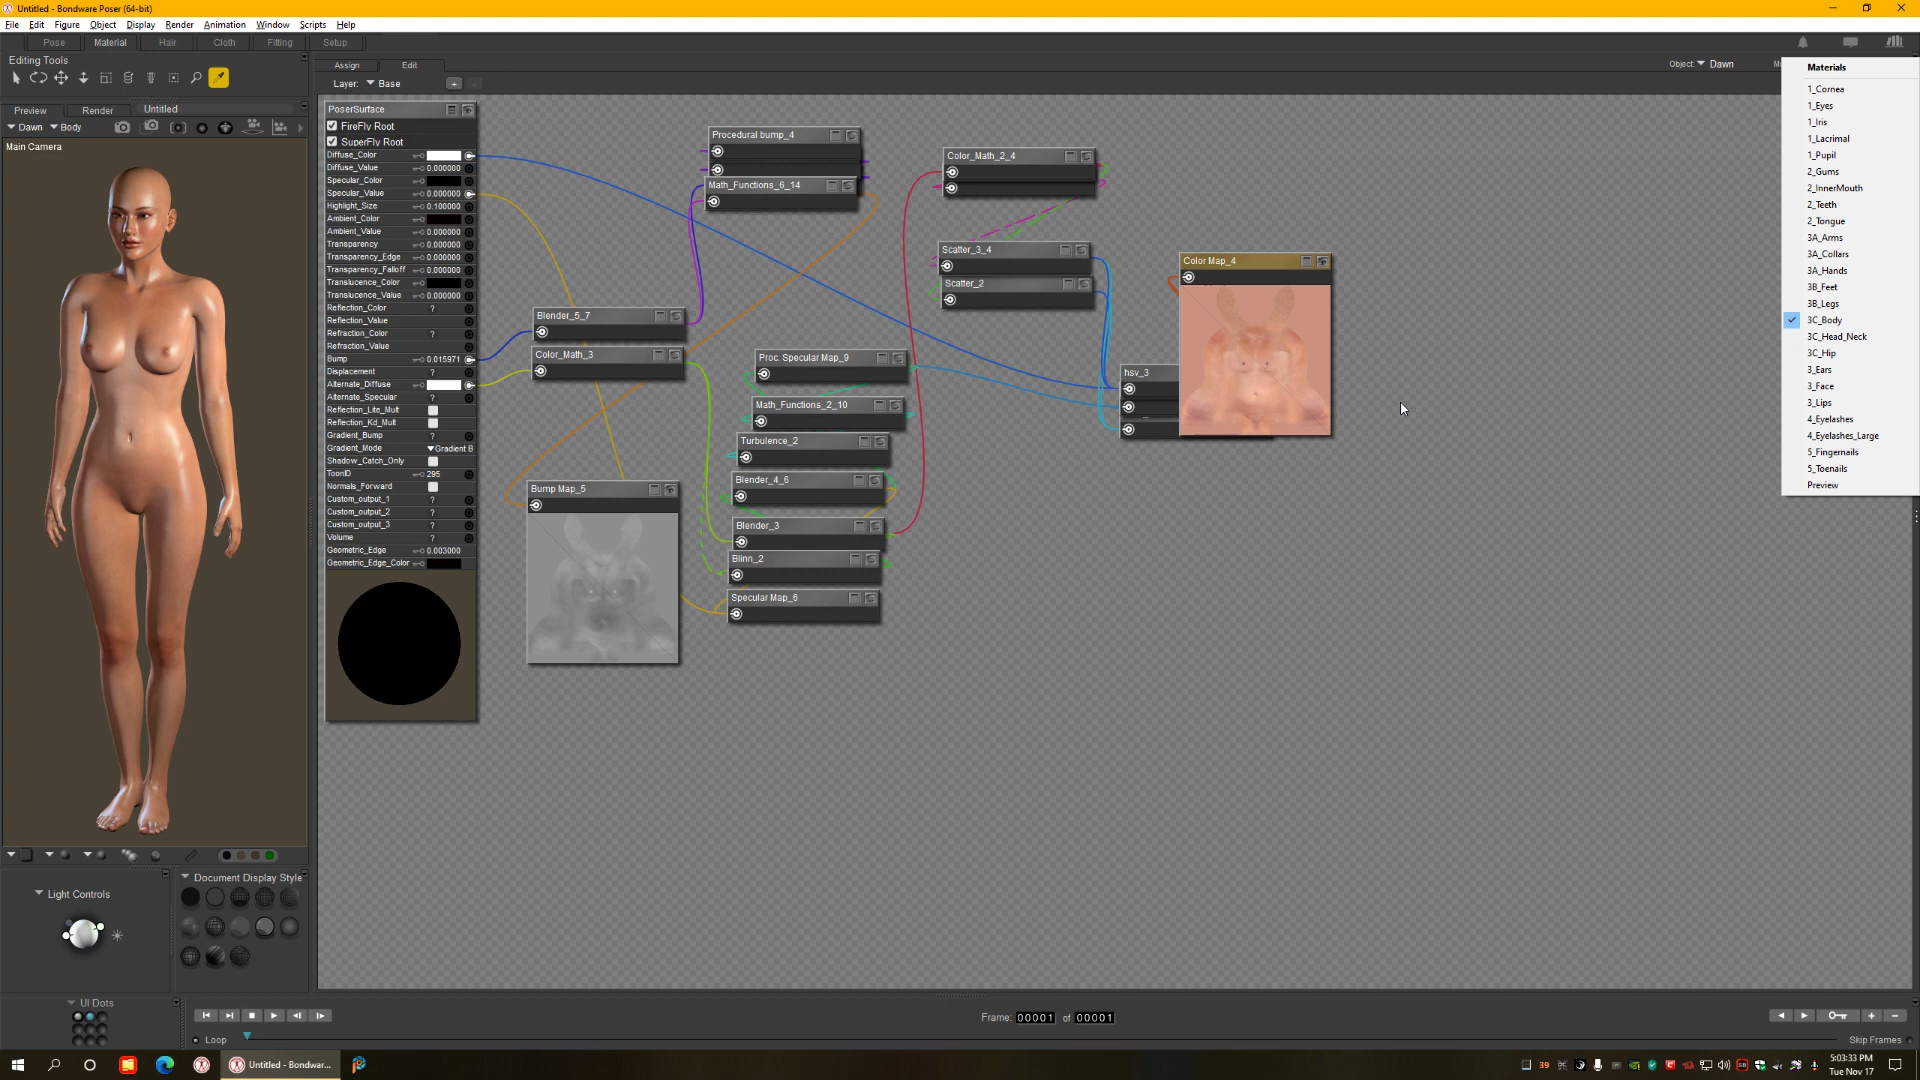 Untitled - Bondware Poser (64-bit)
File Edit Figure Object Display Render Animation Window Scripts Help
Pose Material Hair Cloth Fitting Setup
Editing Tools
Assign Edit
Layer: Base
Object: Dawn
Preview Render Untitled
Dawn Body
Main Camera
PoserSurface
FireFly Root
SuperFly Root
Diffuse_Color
Diffuse_Value 0.000000
Specular_Color
Specular_Value 0.000000
Highlight_Size 0.100000
Ambient_Color
Ambient_Value 0.000000
Transparency 0.000000
Transparency_Edge 0.000000
Transparency_Falloff 0.000000
Translucence_Color
Translucence_Value 0.000000
Reflection_Color ?
Reflection_Value
Refraction_Color ?
Refraction_Value
Bump 0.015971
Displacement ?
Alternate_Diffuse
Alternate_Specular ?
Reflection_Lite_Mult
Reflection_Kd_Mult
Gradient_Bump ?
Gradient_Mode Gradient B
Shadow_Catch_Only
ToonID 295
Normals_Forward
Custom_output_1 ?
Custom_output_2 ?
Custom_output_3 ?
Volume ?
Geometric_Edge 0.003000
Geometric_Edge_Color
Procedural bump_4
Math_Functions_6_14
Blender_5_7
Color_Math_3
Bump Map_5
Proc. Specular Map_9
Math_Functions_2_10
Turbulence_2
Blender_4_6
Blender_3
Blinn_2
Specular Map_6
Color_Math_2_4
Scatter_3_4
Scatter_2
hsv_3
Color Map_4
Materials
1_Cornea
1_Eyes
1_Iris
1_Lacrimal
1_Pupil
2_Gums
2_InnerMouth
2_Teeth
2_Tongue
3A_Arms
3A_Collars
3A_Hands
3B_Feet
3B_Legs
3C_Body
3C_Head_Neck
3C_Hip
3_Ears
3_Face
3_Lips
4_Eyelashes
4_Eyelashes_Large
5_Fingernails
5_Toenails
Preview
Light Controls
Document Display Style
UI Dots
Loop
Frame: 00001 of 00001
Skip Frames
Untitled - Bondwar...
39
5:03:33 PM
Tue Nov 17